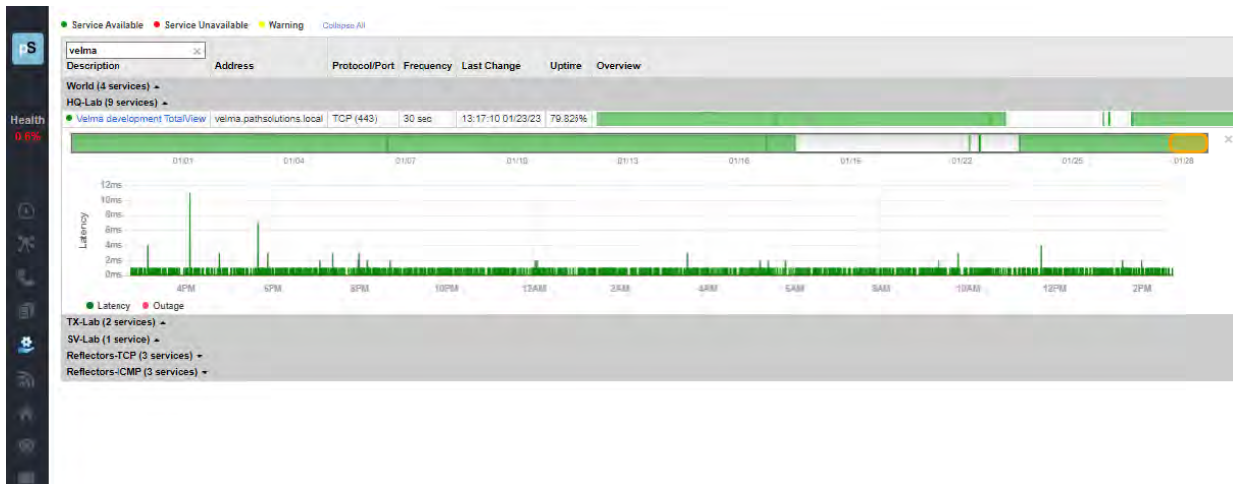 Service Available Service Unavailable Warning Collapse All
pS
velma
Description Address Protocol/Port Frequency Last Change Uptime Overview
World (4 services)
HQ-Lab (9 services)
Velma development TotalView velma.pathsolutions.local TCP (443) 30 sec 13:17:10 01/23/23 79.826%
Health
0.6%
01/01 01/04 01/07 01/10 01/13 01/16 01/19 01/22 01/25 01/28
12ms
10ms
8ms
6ms
4ms
2ms
0ms
Latency
4PM 6PM 8PM 10PM 12AM 2AM 4AM 6AM 8AM 10AM 12PM 2PM
Latency Outage
TX-Lab (2 services)
SV-Lab (1 service)
Reflectors-TCP (3 services)
Reflectors-ICMP (3 services)